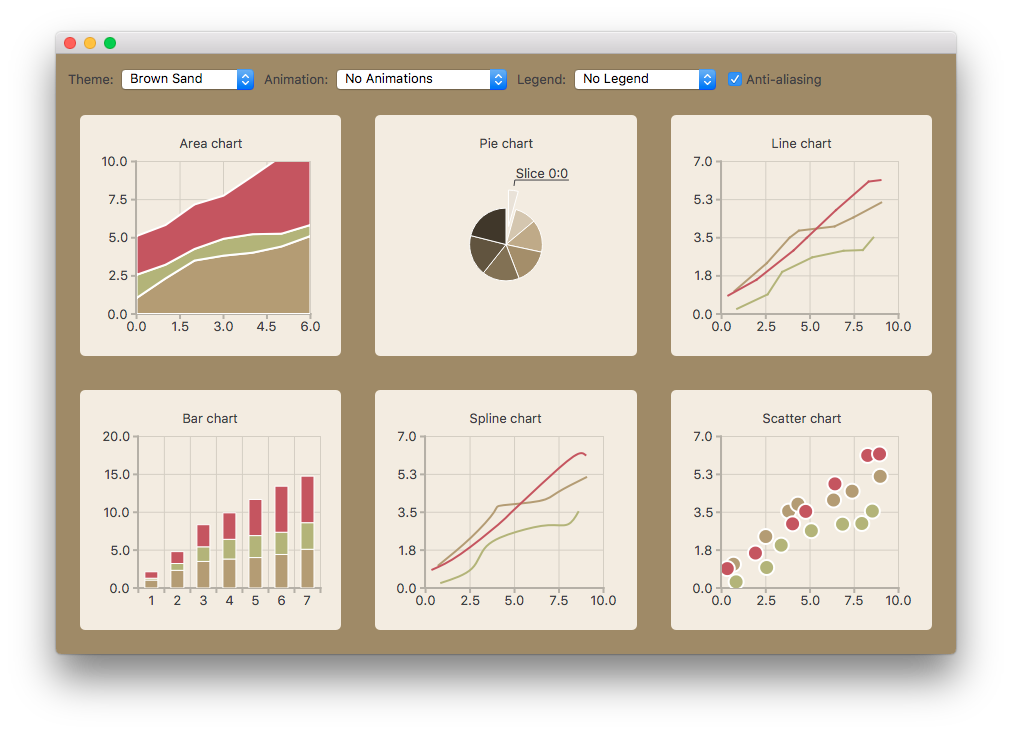 Theme: Brown Sand Animation: No Animations Legend: No Legend Anti-aliasing
Area chart
10.0
7.5
5.0
2.5
0.0
0.0 1.5 3.0 4.5 6.0
Pie chart
Slice 0:0
Line chart
7.0
5.3
3.5
1.8
0.0
0.0 2.5 5.0 7.5 10.0
Bar chart
20.0
15.0
10.0
5.0
0.0
1 2 3 4 5 6 7
Spline chart
7.0
5.3
3.5
1.8
0.0
0.0 2.5 5.0 7.5 10.0
Scatter chart
7.0
5.3
3.5
1.8
0.0
0.0 2.5 5.0 7.5 10.0